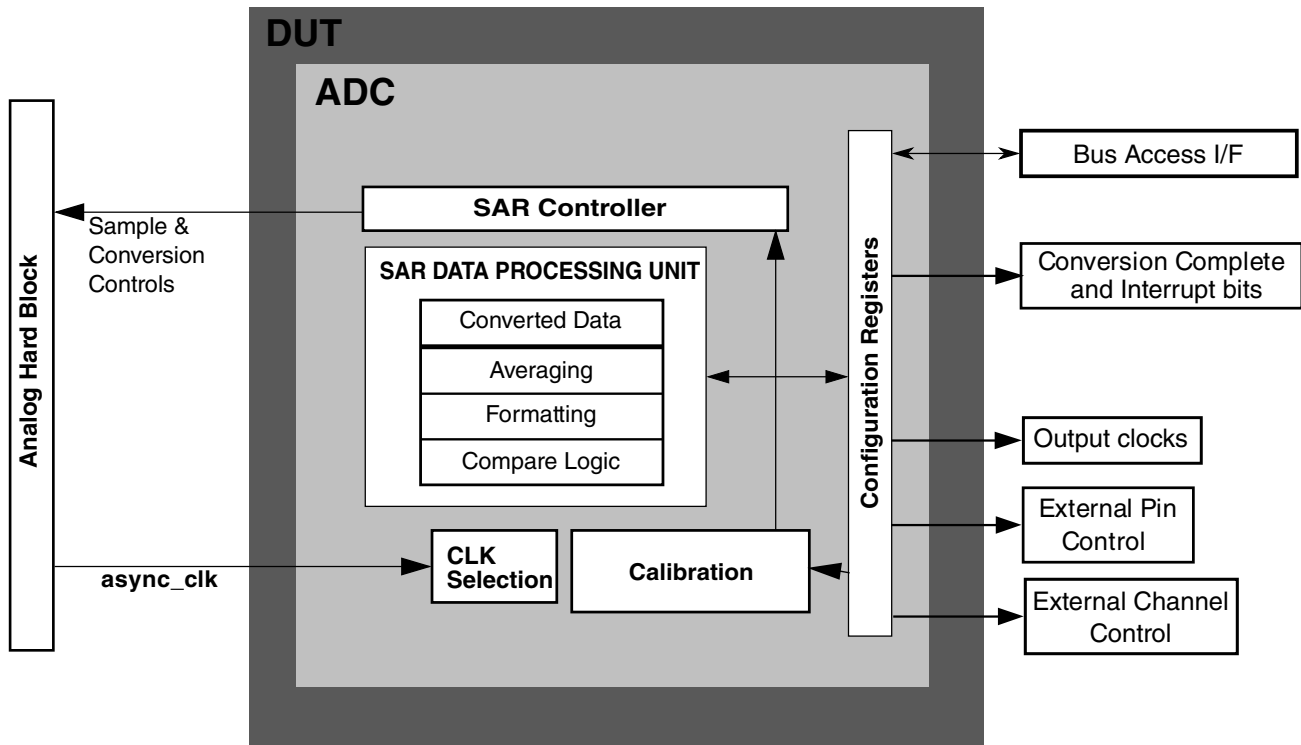 DUT
ADC
Analog Hard Block
Sample &
Conversion
Controls
SAR Controller
SAR DATA PROCESSING UNIT
Converted Data
Averaging
Formatting
Compare Logic
async_clk
CLK
Selection
Calibration
Configuration Registers
Bus Access I/F
Conversion Complete
and Interrupt bits
Output clocks
External Pin
Control
External Channel
Control